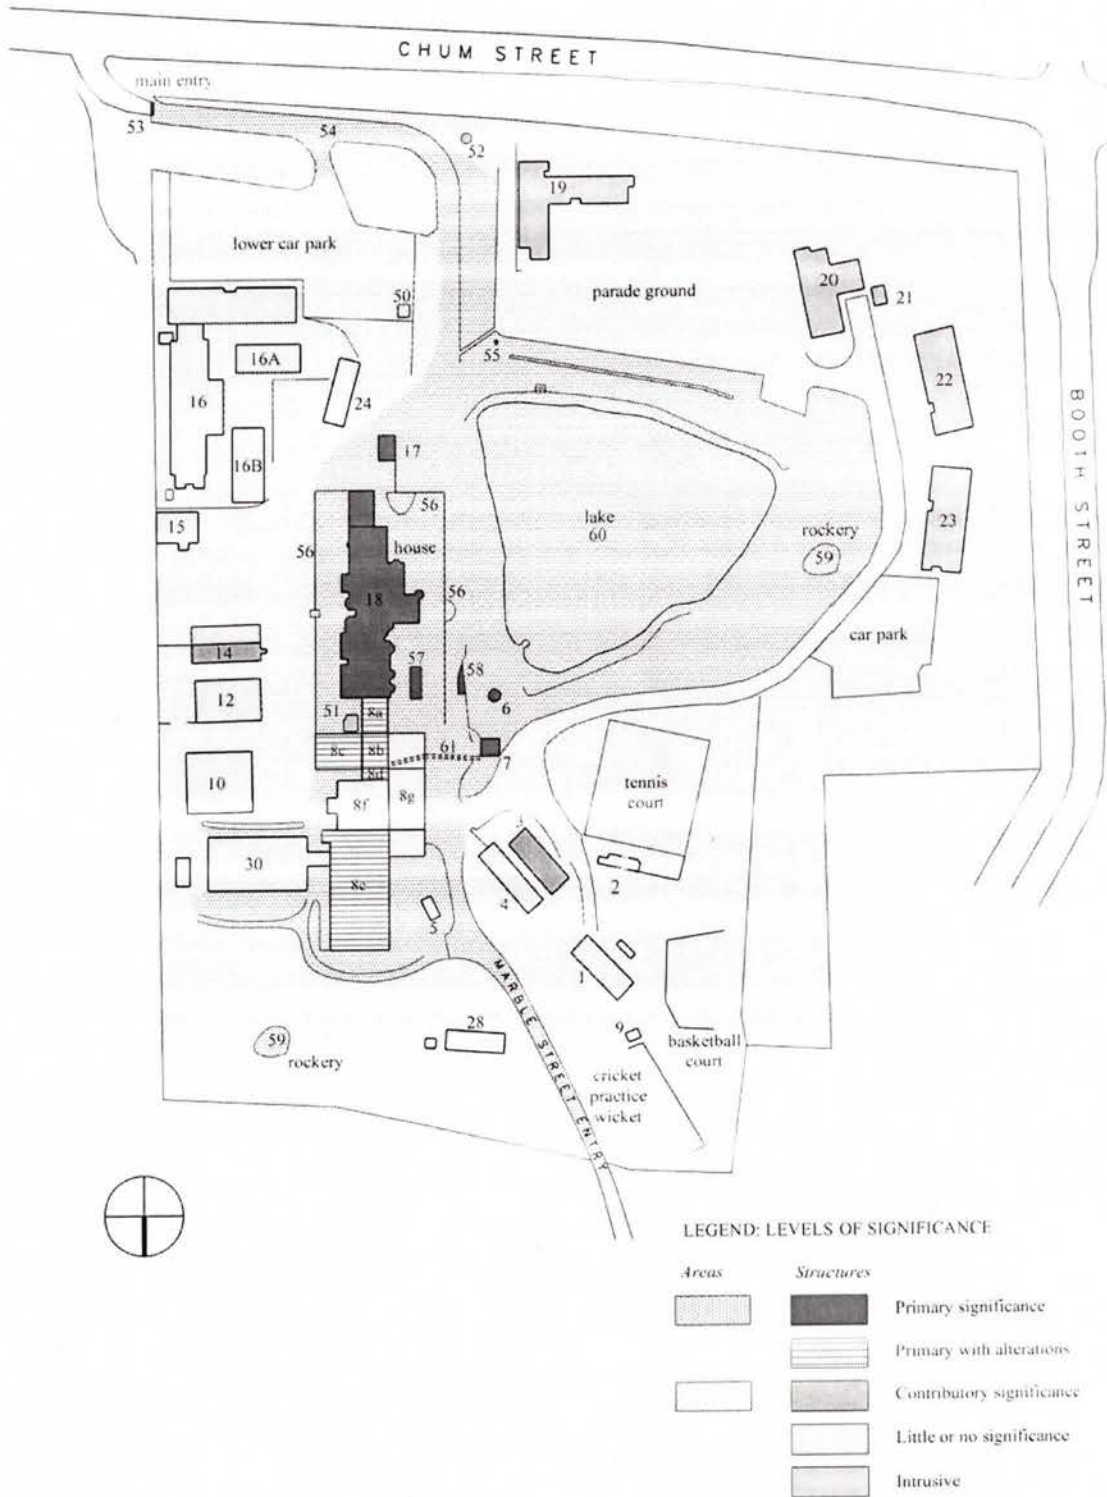 CHUM STREET
main entry
53
54
52
19
lower car park
20
50
parade ground
21
55
16A
16
24
22
17
16B
56
15
lake
60
rockery
59
23
56
house
56
18
car park
14
57
58
12
6
51
8a
61
8c
8b
7
8d
10
tennis
court
8f
8g
3
30
2
8e
4
5
1
MARBLE STREET ENTRY
28
9
59
rockery
basketball
court
cricket
practice
wicket
BOOTH STREET
LEGEND: LEVELS OF SIGNIFICANCE
Areas Structures
Primary significance
Primary with alterations
Contributory significance
Little or no significance
Intrusive